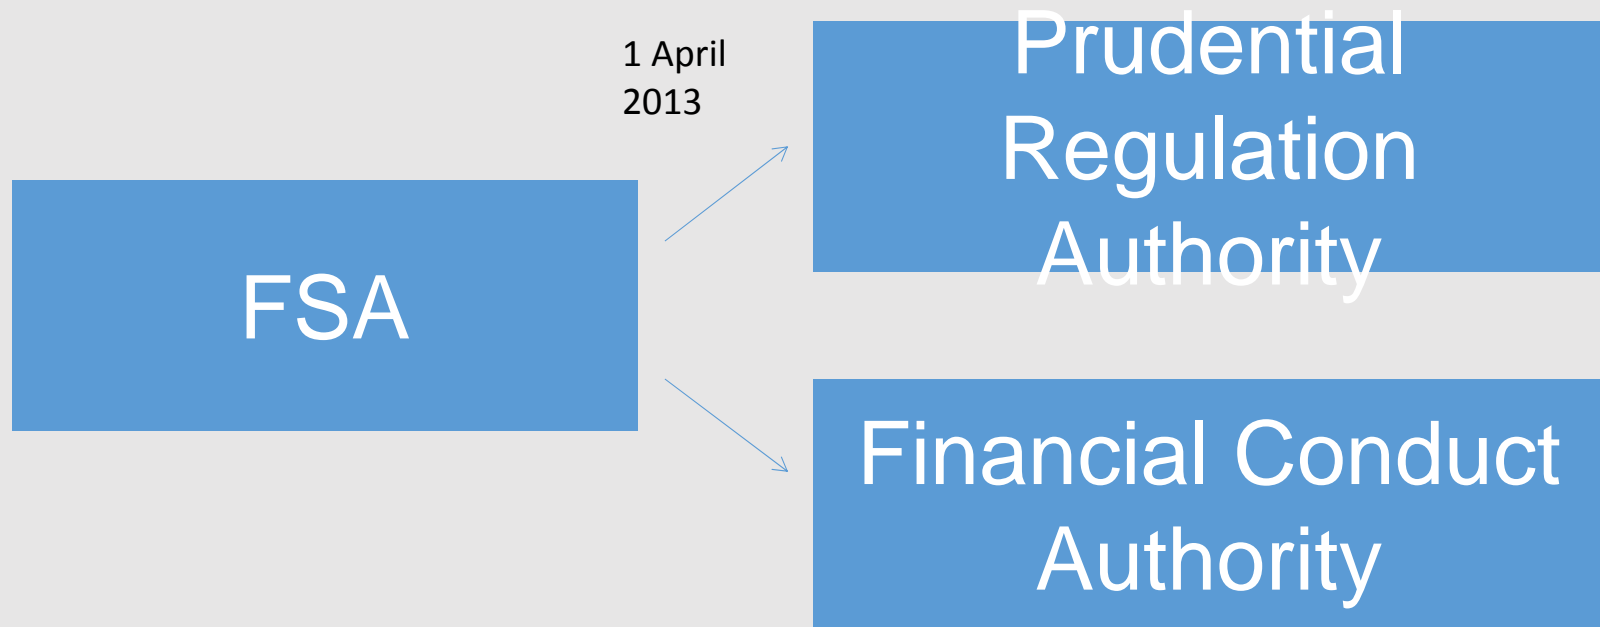 1 April
2013
Prudential
Regulation
Authority
FSA
Financial Conduct
Authority